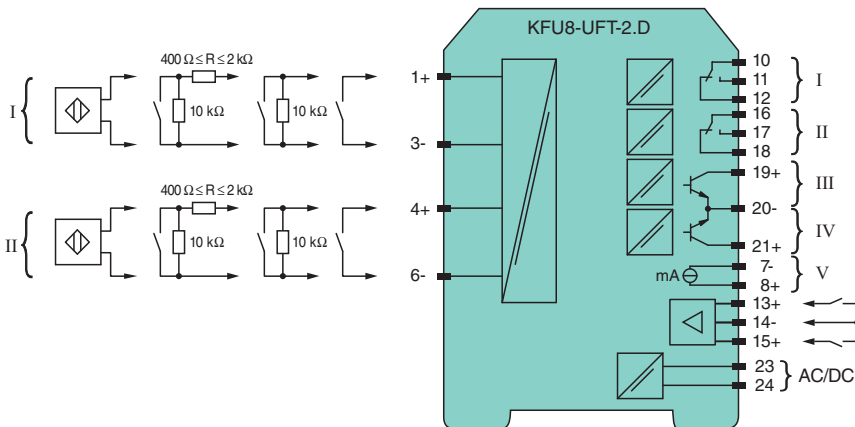 KFU8-UFT-2.D
400 Ω ≤ R ≤ 2 kΩ
I
10 kΩ
10 kΩ
1+
3-
400 Ω ≤ R ≤ 2 kΩ
II
10 kΩ
10 kΩ
4+
6-
10
11
12
I
16
17
18
II
19+
III
20-
IV
21+
7-
mA
V
8+
13+
14-
15+
23
24
AC/DC